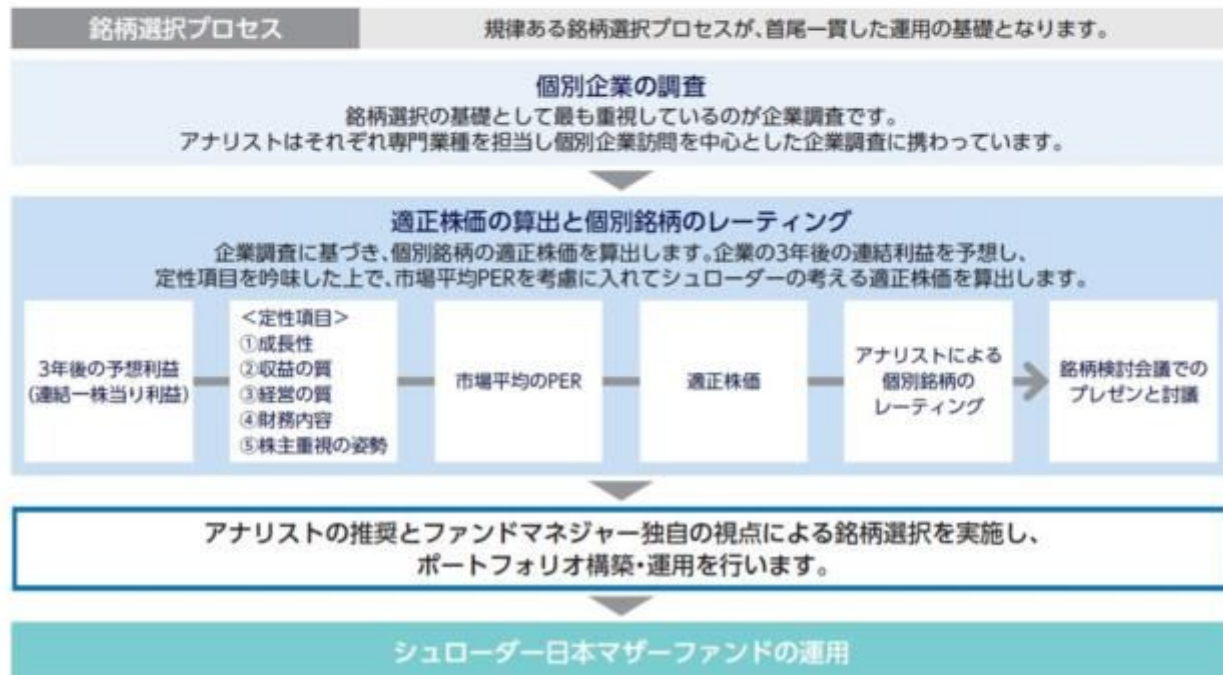 銘柄選択プロセス
規律ある銘柄選択プロセスが、首尾一貫した運用の基礎となります。
個別企業の調査
銘柄選択の基礎として最も重視しているのが企業調査です。
アナリストはそれぞれ専門業種を担当し個別企業訪問を中心とした企業調査に携わっています。
適正株価の算出と個別銘柄のレーティング
企業調査に基づき、個別銘柄の適正株価を算出します。企業の3年後の連結利益を予想し、
定性項目を吟味した上で、市場平均PERを考慮に入れてシュローダーの考える適正株価を算出します。
3年後の予想利益
(連結一株当り利益)
＜定性項目＞
①成長性
②収益の質
③経営の質
④財務内容
⑤株主重視の姿勢
市場平均のPER
適正株価
アナリストによる
個別銘柄の
レーティング
銘柄検討会議での
プレゼンと討議
アナリストの推奨とファンドマネジャー独自の視点による銘柄選択を実施し、
ポートフォリオ構築・運用を行います。
シュローダー日本マザーファンドの運用